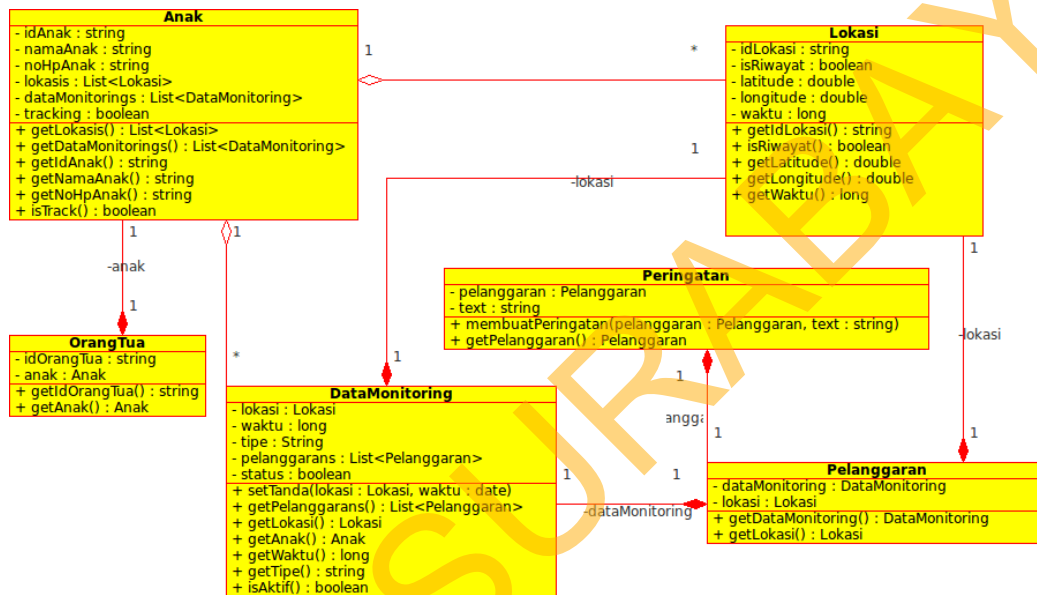 Anak
- idAnak : string
- namaAnak : string
- noHpAnak : string
- lokasis : List<Lokasi>
- dataMonitorings : List<DataMonitoring>
- tracking : boolean
+ getLokasis() : List<Lokasi>
+ getDataMonitorings() : List<DataMonitoring>
+ getIdAnak() : string
+ getNamaAnak() : string
+ getNoHpAnak() : string
+ isTrack() : boolean
1
*
Lokasi
- idLokasi : string
- isRiwayat : boolean
- latitude : double
- longitude : double
- waktu : long
+ getIdLokasi() : string
+ isRiwayat() : boolean
+ getLatitude() : double
+ getLongitude() : double
+ getWaktu() : long
1
-lokasi
1
1
1
-anak
1
1
-lokasi
Peringatan
- pelanggaran : Pelanggaran
- text : string
+ membuatPeringatan(pelanggaran : Pelanggaran, text : string)
+ getPelanggaran() : Pelanggaran
OrangTua
- idOrangTua : string
- anak : Anak
+ getIdOrangTua() : string
+ getAnak() : Anak
*
1
1
angga
1
1
DataMonitoring
- lokasi : Lokasi
- waktu : long
- tipe : String
- pelanggarans : List<Pelanggaran>
- status : boolean
+ setTanda(lokasi : Lokasi, waktu : date)
+ getPelanggarans() : List<Pelanggaran>
+ getLokasi() : Lokasi
+ getAnak() : Anak
+ getWaktu() : long
+ getTipe() : string
+ isAktif() : boolean
1
1
-dataMonitoring
Pelanggaran
- dataMonitoring : DataMonitoring
- lokasi : Lokasi
+ getDataMonitoring() : DataMonitoring
+ getLokasi() : Lokasi
SURABAY